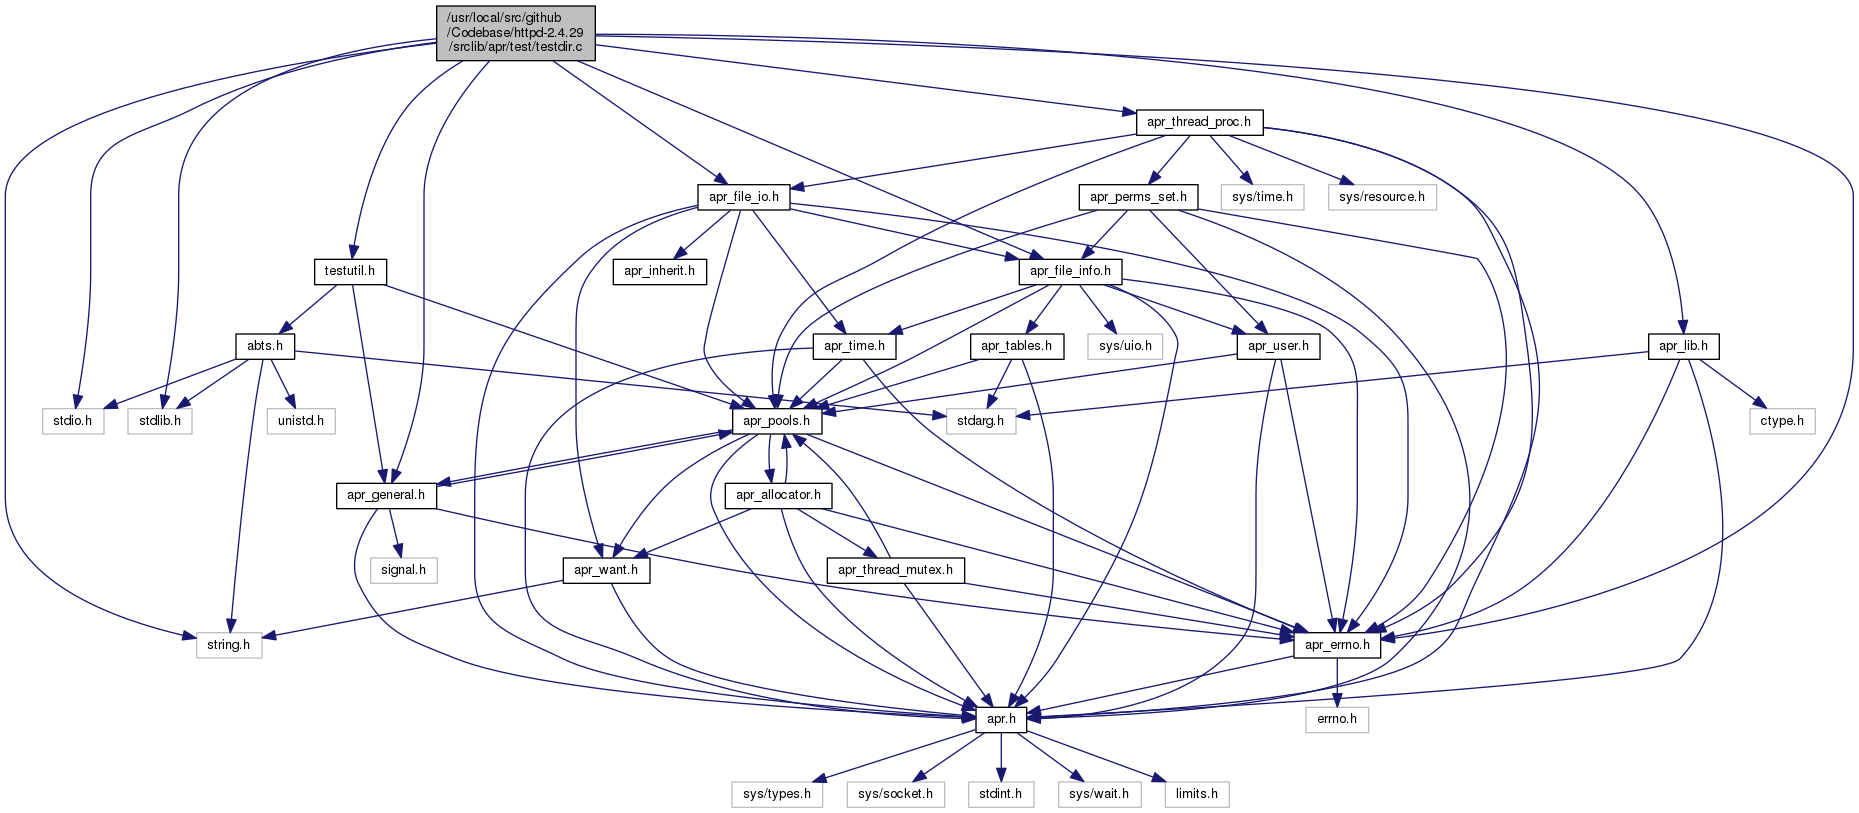 /usr/local/src/github
/Codebase/httpd-2.4.29
/srclib/apr/test/testdir.c
apr_thread_proc.h
apr_file_io.h
apr_perms_set.h
sys/time.h
sys/resource.h
testutil.h
apr_inherit.h
apr_file_info.h
abts.h
apr_time.h
apr_tables.h
sys/uio.h
apr_user.h
apr_lib.h
stdio.h
stdlib.h
unistd.h
apr_pools.h
stdarg.h
ctype.h
apr_general.h
apr_allocator.h
signal.h
apr_want.h
apr_thread_mutex.h
string.h
apr_errno.h
apr.h
errno.h
sys/types.h
sys/socket.h
stdint.h
sys/wait.h
limits.h